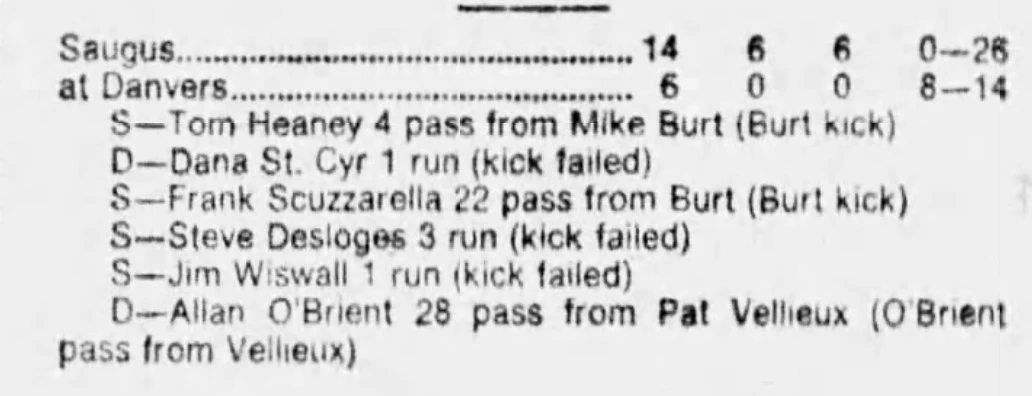 Saugus........................................ 14 6 6 0—26
at Danvers................................... 6 0 0 8—14
S—Tom Heaney 4 pass from Mike Burt (Burt kick)
D—Dana St. Cyr 1 run (kick failed)
S—Frank Scuzzarella 22 pass from Burt (Burt kick)
S—Steve Desloges 3 run (kick failed)
S—Jim Wiswall 1 run (kick failed)
D—Allan O'Brient 28 pass from Pat Vellieux (O'Brient
pass from Vellieux)